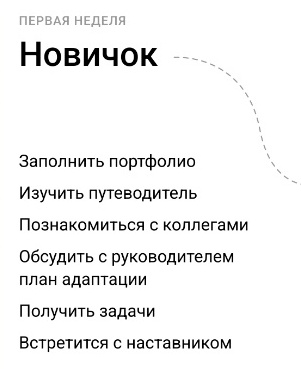 ПЕРВАЯ НЕДЕЛЯ
Новичок
Заполнить портфолио
Изучить путеводитель
Познакомиться с коллегами
Обсудить с руководителем
план адаптации
Получить задачи
Встретится с наставником